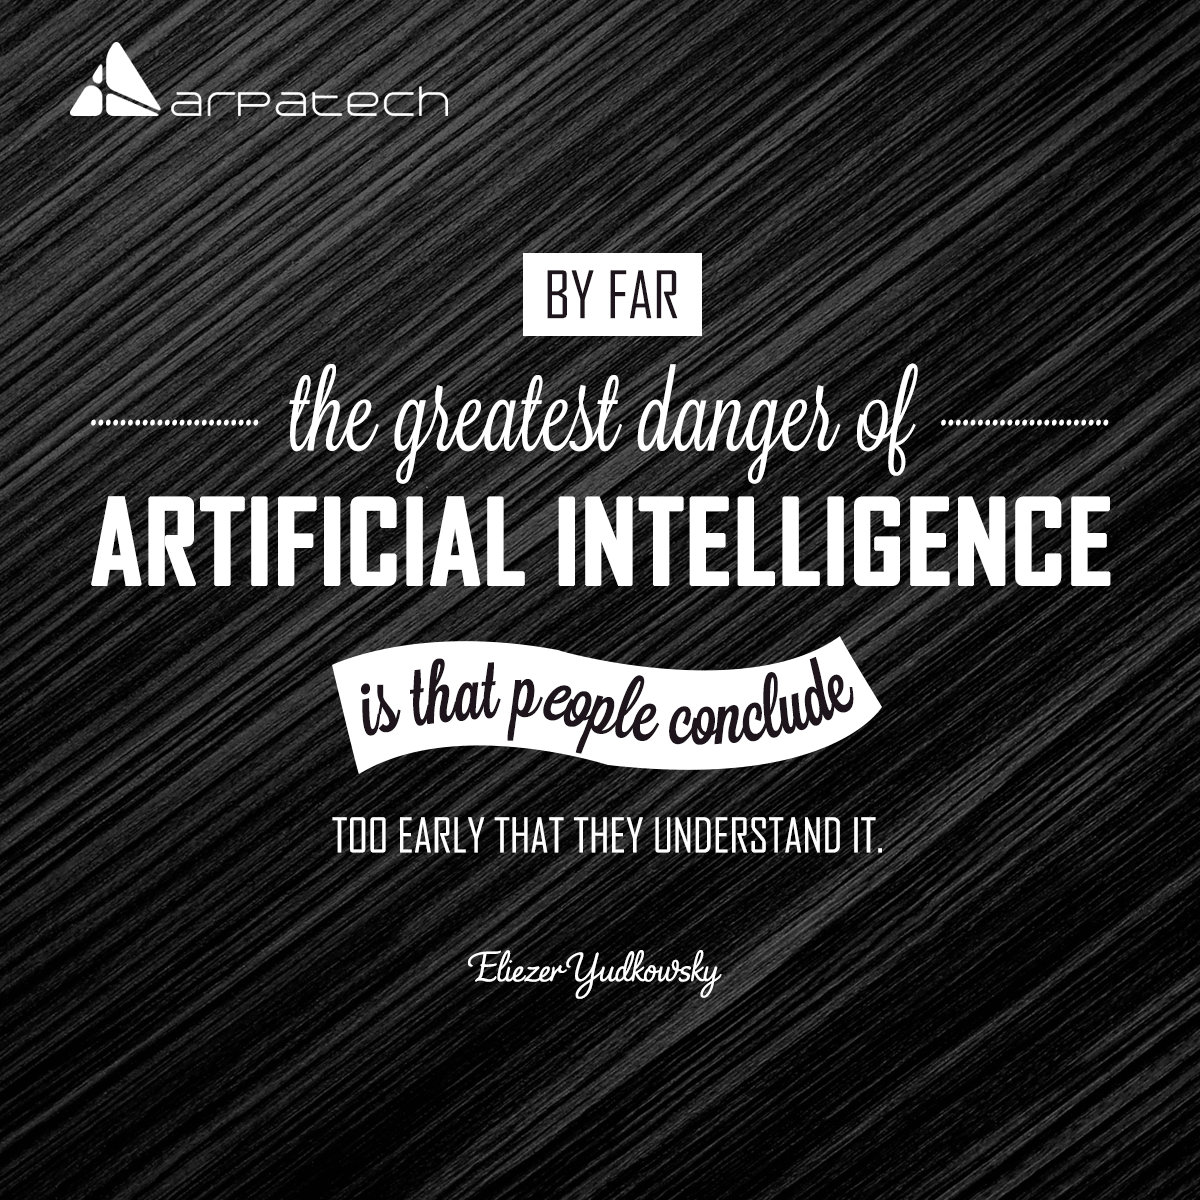 arpatech
BY FAR
the greatest danger of
ARTIFICIAL INTELLIGENCE
is that people conclude
TOO EARLY THAT THEY UNDERSTAND IT.
Eliezer Yudkowsky